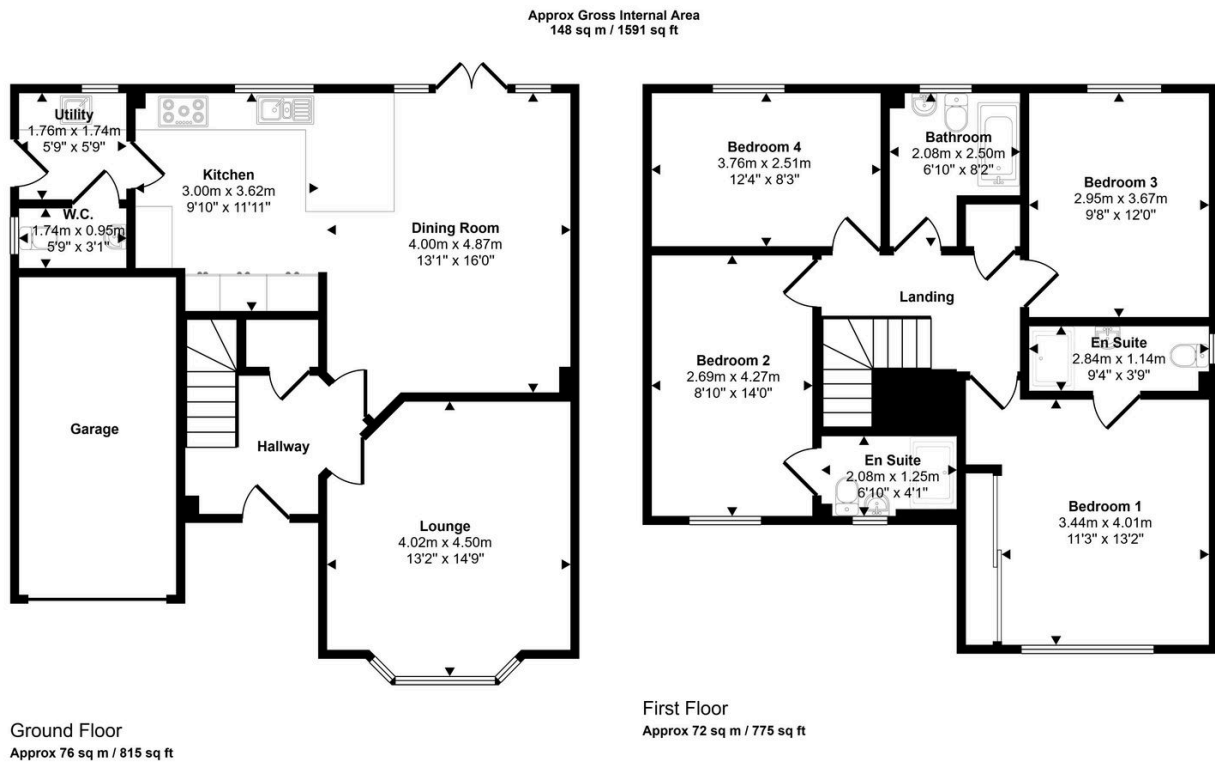 Approx Gross Internal Area
148 sq m / 1591 sq ft
Utility
1.76m x 1.74m
5'9" x 5'9"
W.C.
1.74m x 0.95m
5'9" x 3'1"
Kitchen
3.00m x 3.62m
9'10" x 11'11"
Dining Room
4.00m x 4.87m
13'1" x 16'0"
Garage
Hallway
Lounge
4.02m x 4.50m
13'2" x 14'9"
Ground Floor
Approx 76 sq m / 815 sq ft
Bedroom 4
3.76m x 2.51m
12'4" x 8'3"
Bathroom
2.08m x 2.50m
6'10" x 8'2"
Bedroom 3
2.95m x 3.67m
9'8" x 12'0"
Landing
Bedroom 2
2.69m x 4.27m
8'10" x 14'0"
En Suite
2.84m x 1.14m
9'4" x 3'9"
En Suite
2.08m x 1.25m
6'10" x 4'1"
Bedroom 1
3.44m x 4.01m
11'3" x 13'2"
First Floor
Approx 72 sq m / 775 sq ft